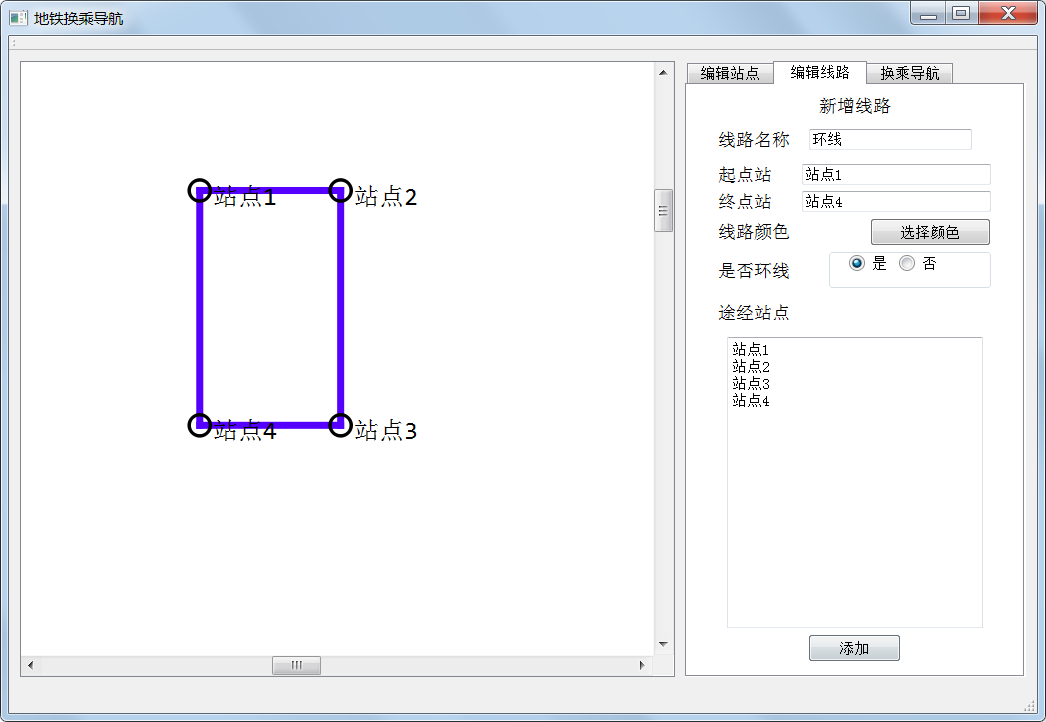 地铁换乘导航
站点1
站点2
站点4
站点3
编辑站点
编辑线路
换乘导航
新增线路
线路名称 环线
起点站 站点1
终点站 站点4
线路颜色 选择颜色
是否环线 是 否
途经站点
站点1
站点2
站点3
站点4
添加